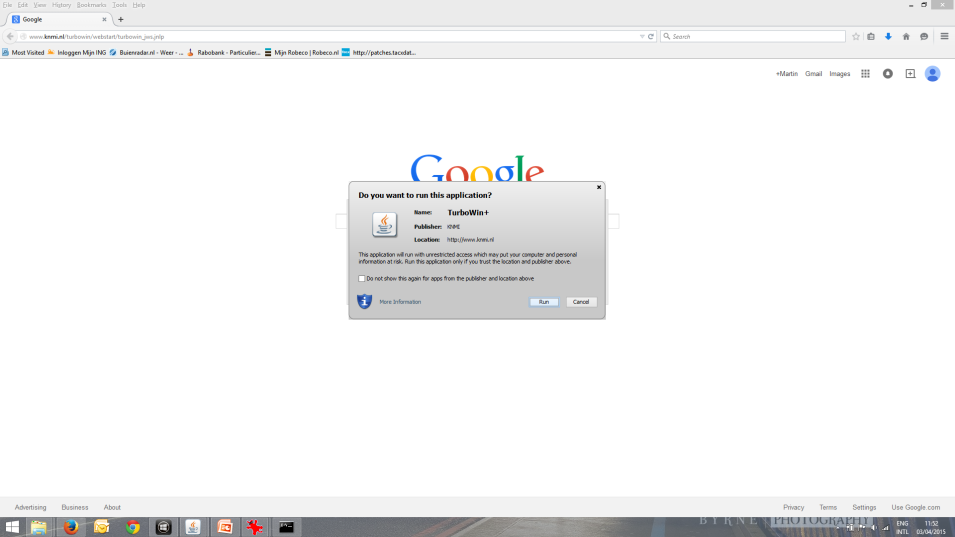 File Edit View History Bookmarks Tools Help
Google
www.knmi.nl/turbowin/webstart/turbowin_jws.jnlp
Search
Most Visited Inloggen Mijn ING Buienradar.nl - Weer - ... Rabobank - Particulier... Mijn Robeco | Robeco.nl http://patches.tacxdat...
+Martin Gmail Images
Google
Do you want to run this application?
Name: TurboWin+
Publisher: KNMI
Location: http://www.knmi.nl
This application will run with unrestricted access which may put your computer and personal
information at risk. Run this application only if you trust the location and publisher above.
Do not show this again for apps from the publisher and location above
More Information Run Cancel
Advertising Business About Privacy Terms Settings Use Google.com
BYRNE PHOTOGRAPHY
ENG 11:52
INTL 03/04/2015